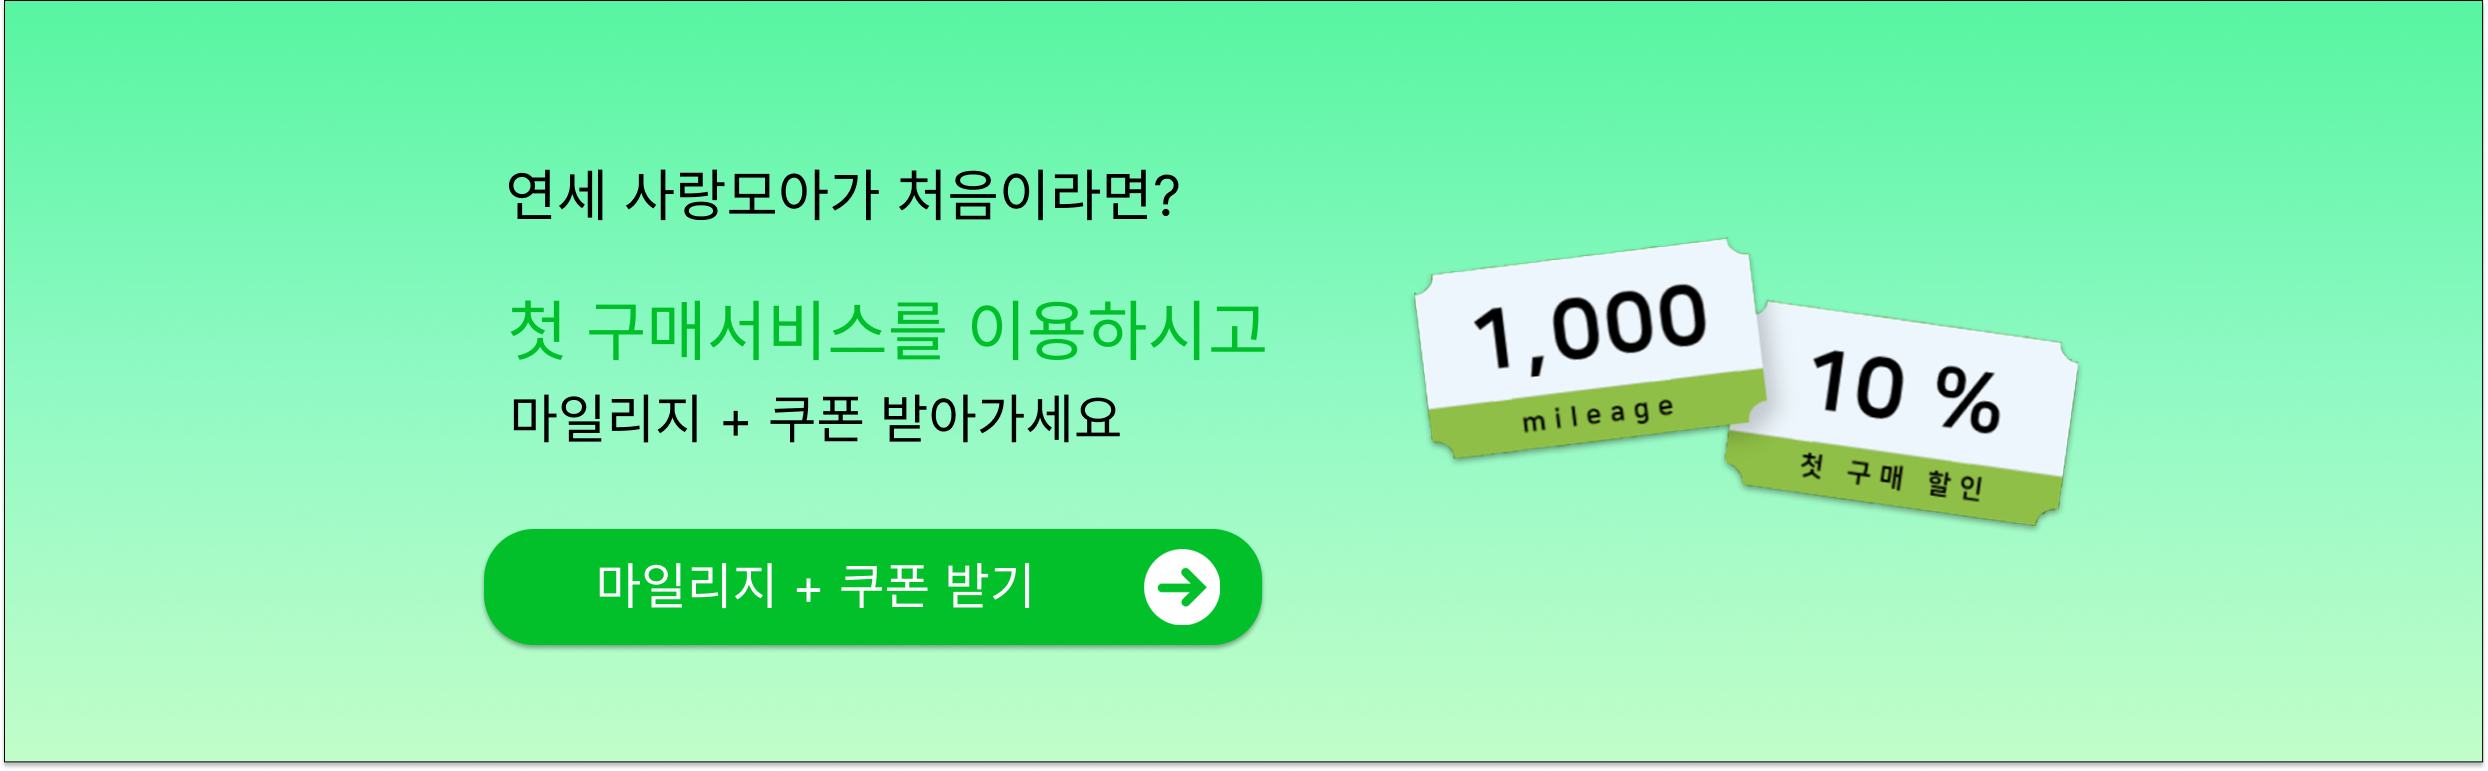 연세 사랑모아가 처음이라면?
첫 구매서비스를 이용하시고
마일리지 + 쿠폰 받아가세요
마일리지 + 쿠폰 받기
1,000
mileage
10 %
첫 구매 할인